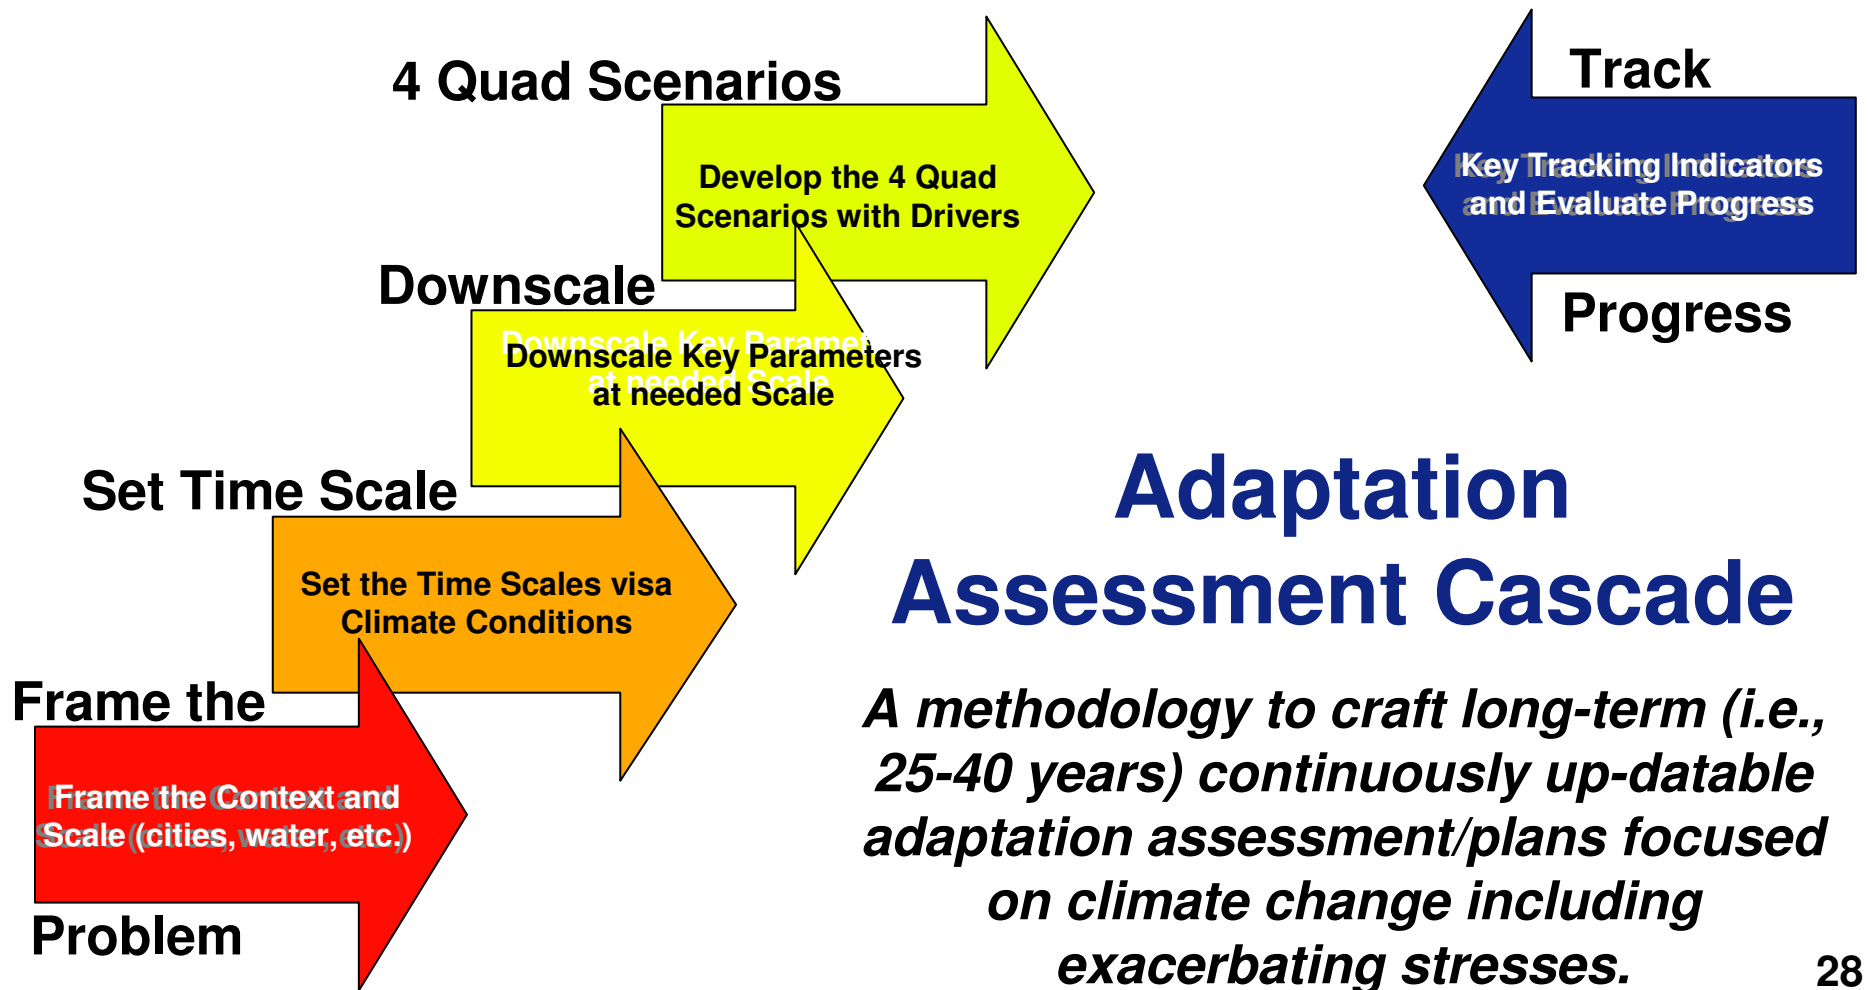 4 Quad Scenarios
Develop the 4 Quad
Scenarios with Drivers
Track
Key Tracking Indicators
and Evaluate Progress
Progress
Downscale
Downscale Key Parameters
at needed Scale
Set Time Scale
Set the Time Scales visa
Climate Conditions
Frame the
Frame the Context and
Scale (cities, water, etc.)
Problem
Adaptation
Assessment Cascade
A methodology to craft long-term (i.e.,
25-40 years) continuously up-datable
adaptation assessment/plans focused
on climate change including
exacerbating stresses.
28